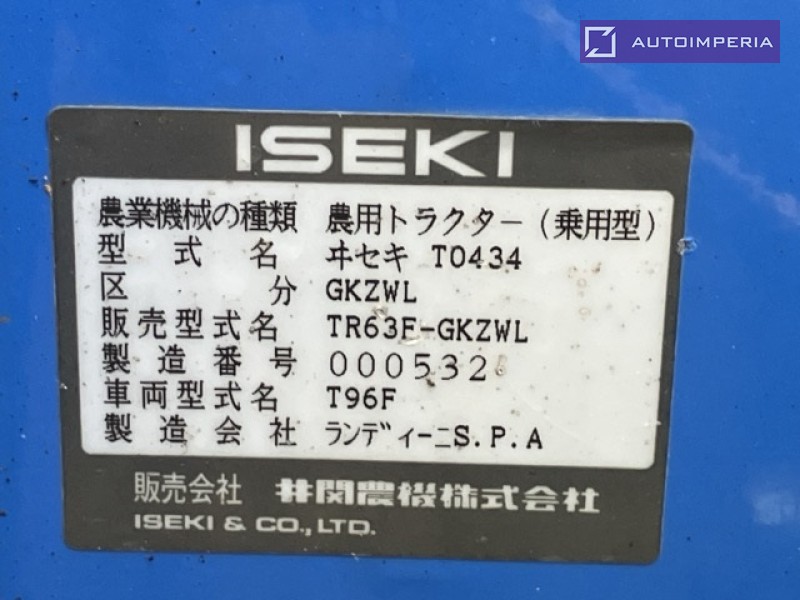 AUTOIMPERIA
ISEKI
農業機械の種類 農用トラクター(乗用型)
型式名 ヰセキ T0434
区分 GKZWL
販売型式名 TR63F-GKZWL
製造番号 000532
車両型式名 T96F
製造会社 ランディーニS.P.A
販売会社 井関農機株式会社
ISEKI & CO., LTD.